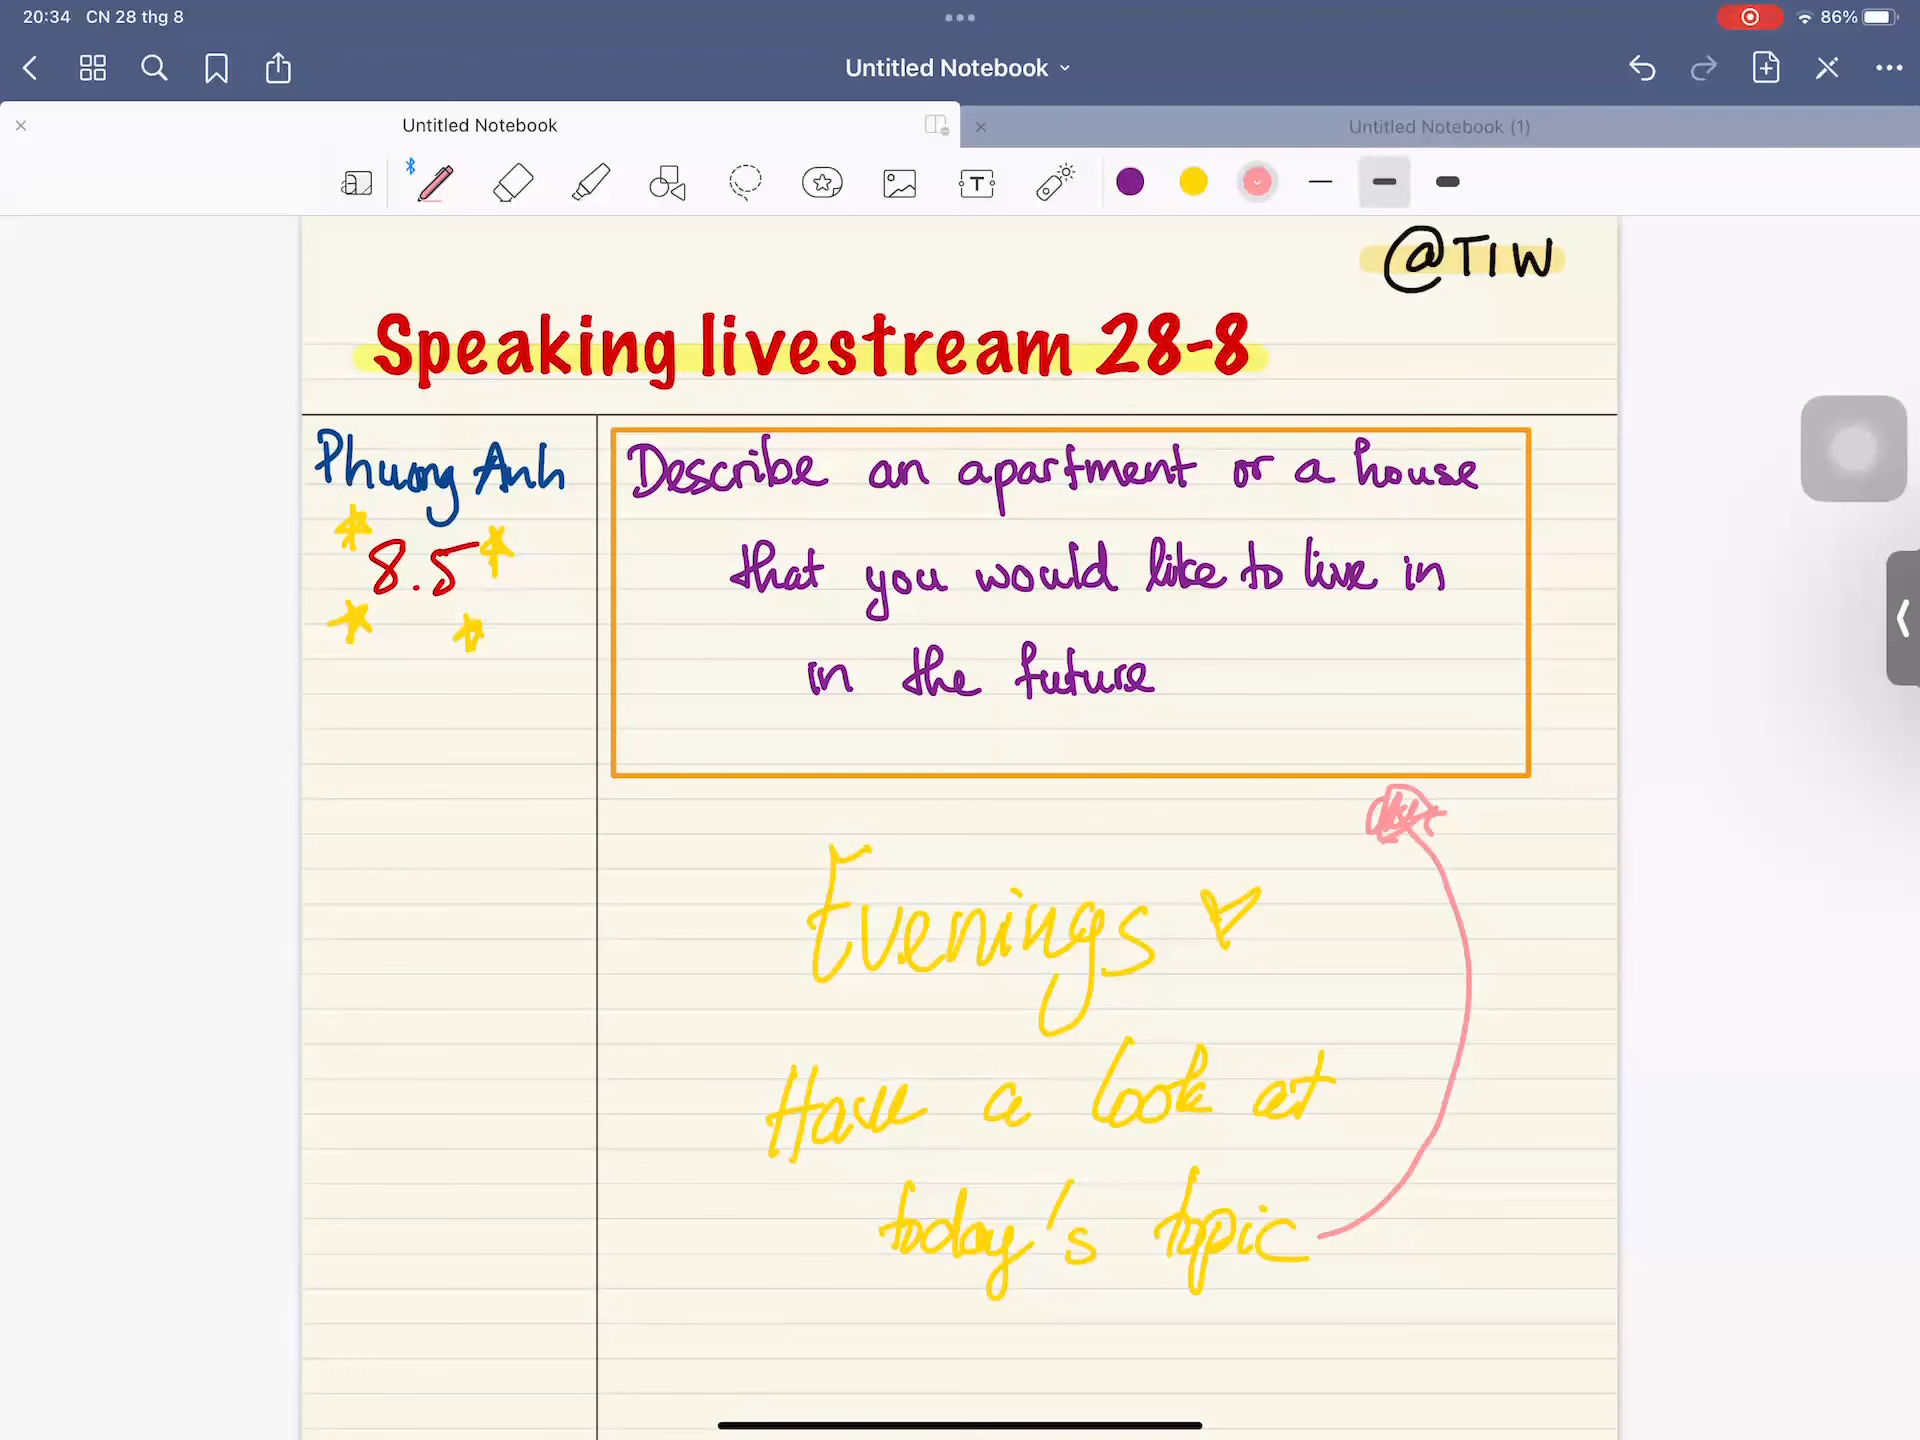 20:34 CN 28 thg 8
86%
Untitled Notebook
Untitled Notebook
Untitled Notebook (1)
@TIW
Speaking livestream 28-8
Phuong Anh
8.5
Describe an apartment or a house
that you would like to live in
in the future
Evenings
Have a look at
today's topic